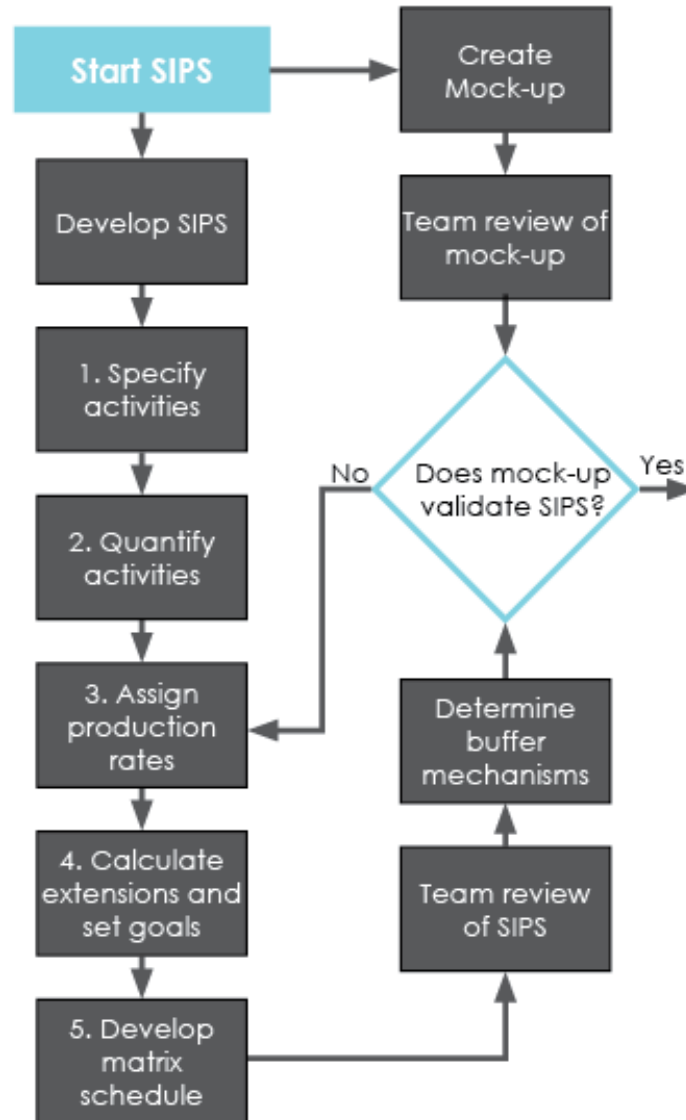 Start SIPS
Create
Mock-up
Develop SIPS
Team review of
mock-up
1. Specify
activities
No
Does mock-up
validate SIPS?
Yes
2. Quantify
activities
3. Assign
production
rates
Determine
buffer
mechanisms
4. Calculate
extensions and
set goals
Team review
of SIPS
5. Develop
matrix
schedule